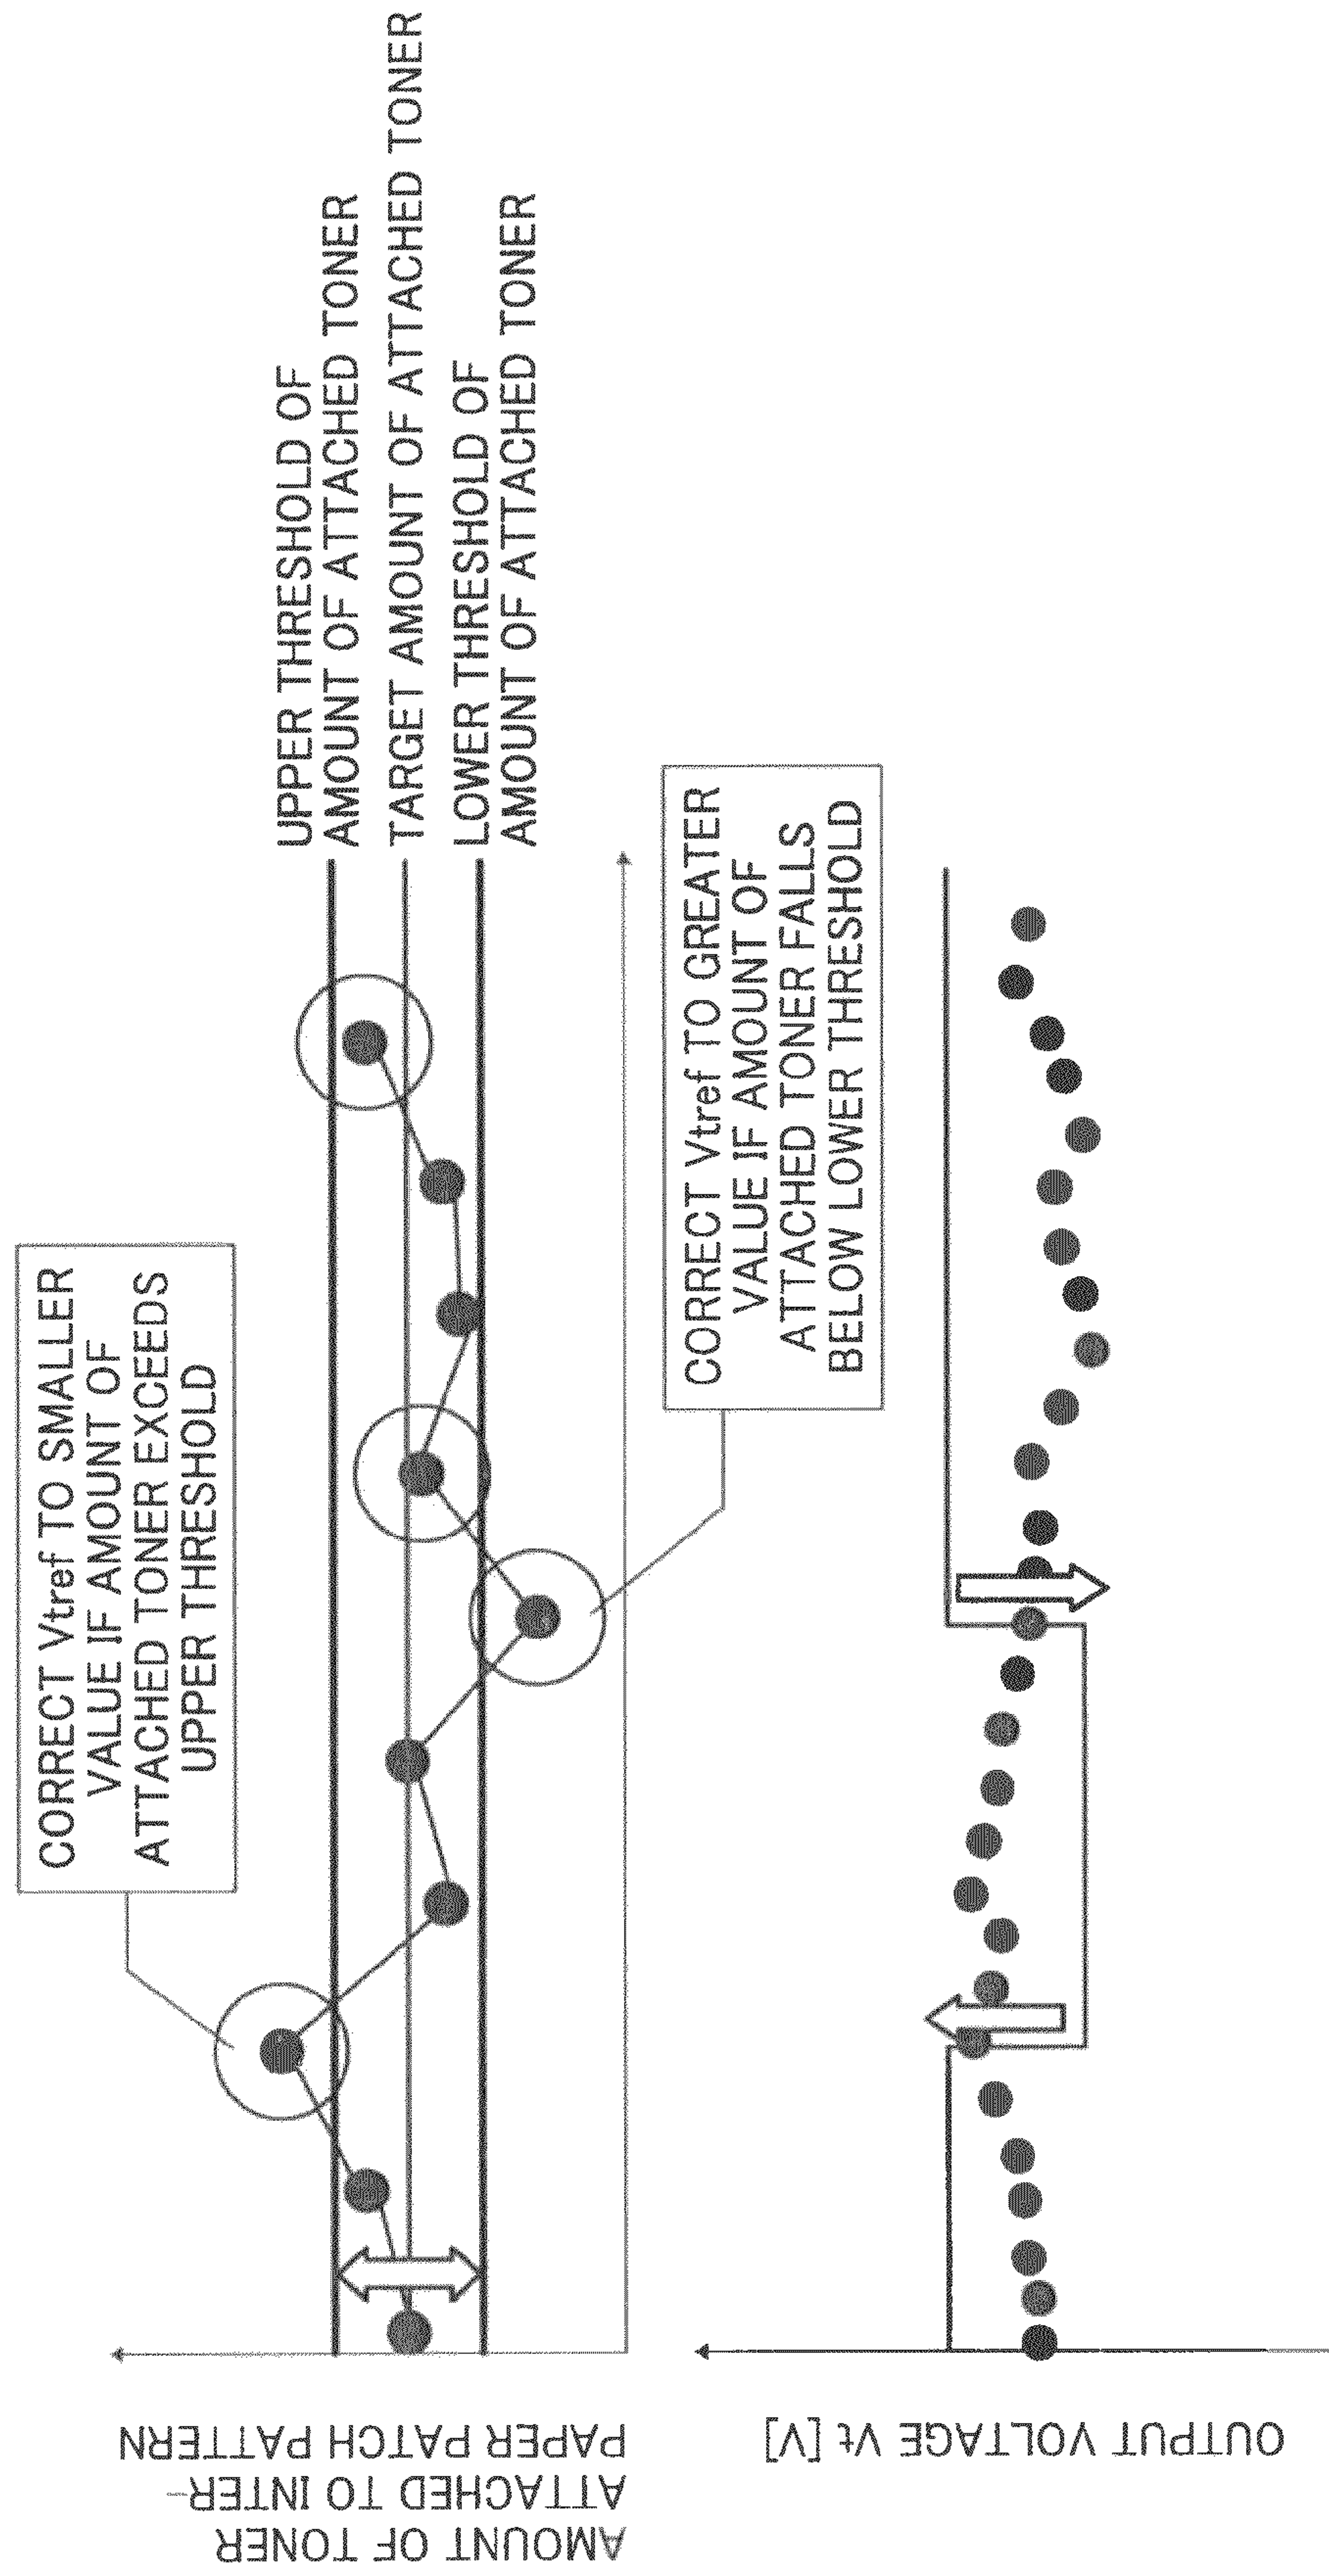 CORRECT Vtref TO SMALLER
VALUE IF AMOUNT OF
ATTACHED TONER EXCEEDS
UPPER THRESHOLD
UPPER THRESHOLD OF
AMOUNT OF ATTACHED TONER
TARGET AMOUNT OF ATTACHED TONER
LOWER THRESHOLD OF
AMOUNT OF ATTACHED TONER
AMOUNT OF TONER
ATTACHED TO INTER-
PAPER PATCH PATTERN
CORRECT Vtref TO GREATER
VALUE IF AMOUNT OF
ATTACHED TONER FALLS
BELOW LOWER THRESHOLD
OUTPUT VOLTAGE Vt [V]